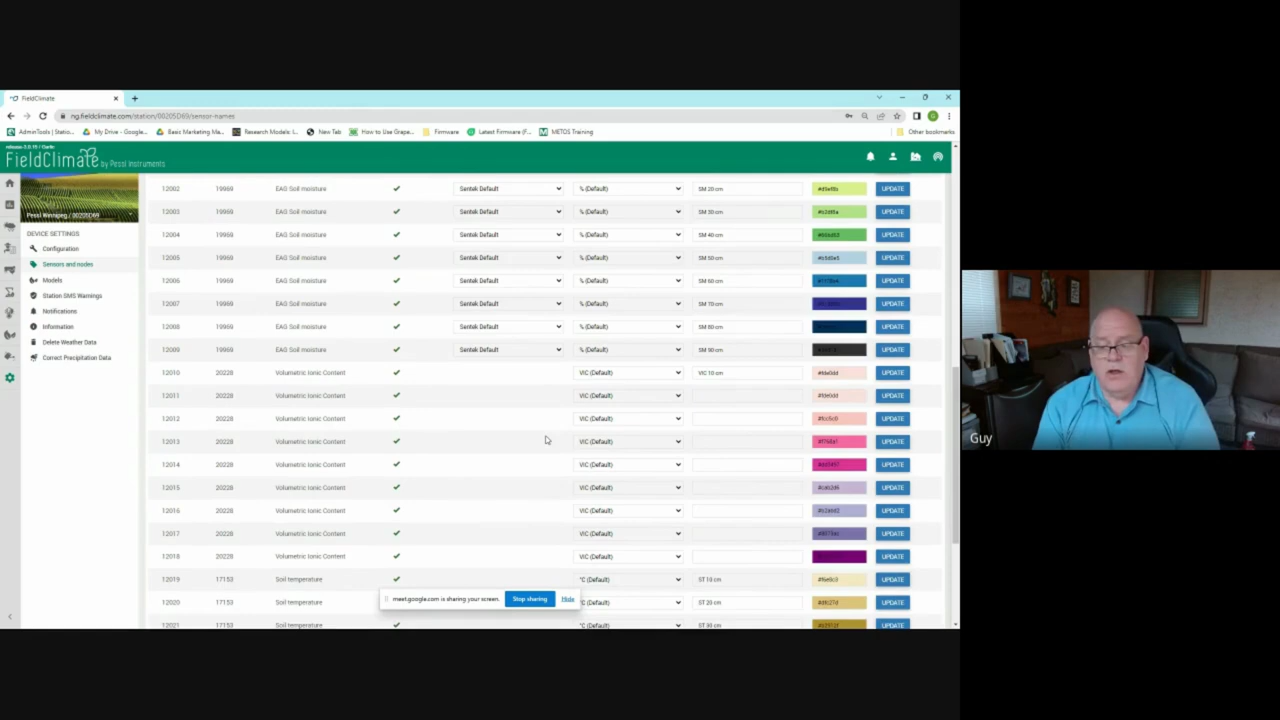 FieldClimate
ng.fieldclimate.com/station/00205D69/sensor-names
AdminTools | Statio... My Drive - Google... Basic Marketing Ma... Research Models: I... New Tab How to Use Grape... Firmware Latest Firmware (F... METOS Training Other bookmarks
FieldClimate by Pessl Instruments
Pessl Winnipeg / 00205D69
DEVICE SETTINGS
Configuration
Sensors and nodes
Models
Station SMS Warnings
Notifications
Information
Delete Weather Data
Correct Precipitation Data
12002 19969 EAG Soil moisture Sentek Default % (Default) SM 20 cm UPDATE
12003 19969 EAG Soil moisture Sentek Default % (Default) SM 30 cm UPDATE
12004 19969 EAG Soil moisture Sentek Default % (Default) SM 40 cm UPDATE
12005 19969 EAG Soil moisture Sentek Default % (Default) SM 50 cm UPDATE
12006 19969 EAG Soil moisture Sentek Default % (Default) SM 60 cm UPDATE
12007 19969 EAG Soil moisture Sentek Default % (Default) SM 70 cm UPDATE
12008 19969 EAG Soil moisture Sentek Default % (Default) SM 80 cm UPDATE
12009 19969 EAG Soil moisture Sentek Default % (Default) SM 90 cm UPDATE
12010 20228 Volumetric Ionic Content VIC (Default) VIC 10 cm #fde0dd UPDATE
12011 20228 Volumetric Ionic Content VIC (Default) #fde0dd UPDATE
12012 20228 Volumetric Ionic Content VIC (Default) #fcc5c0 UPDATE
12013 20228 Volumetric Ionic Content VIC (Default) UPDATE
12014 20228 Volumetric Ionic Content VIC (Default) UPDATE
12015 20228 Volumetric Ionic Content VIC (Default) UPDATE
12016 20228 Volumetric Ionic Content VIC (Default) UPDATE
12017 20228 Volumetric Ionic Content VIC (Default) UPDATE
12018 20228 Volumetric Ionic Content VIC (Default) UPDATE
12019 17153 Soil temperature °C (Default) ST 10 cm UPDATE
12020 17153 Soil temperature °C (Default) ST 20 cm UPDATE
12021 17153 Soil temperature °C (Default) ST 30 cm UPDATE
meet.google.com is sharing your screen. Stop sharing Hide
Guy